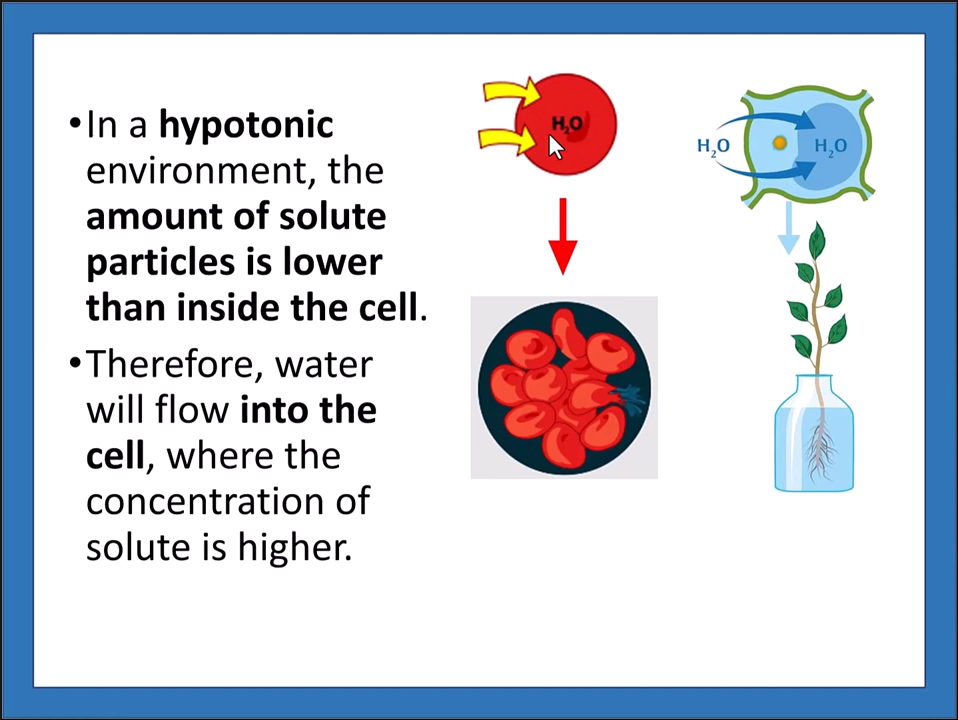 •In a hypotonic
environment, the
amount of solute
particles is lower
than inside the cell.
•Therefore, water
will flow into the
cell, where the
concentration of
solute is higher.
H₂O
H₂O
H₂O